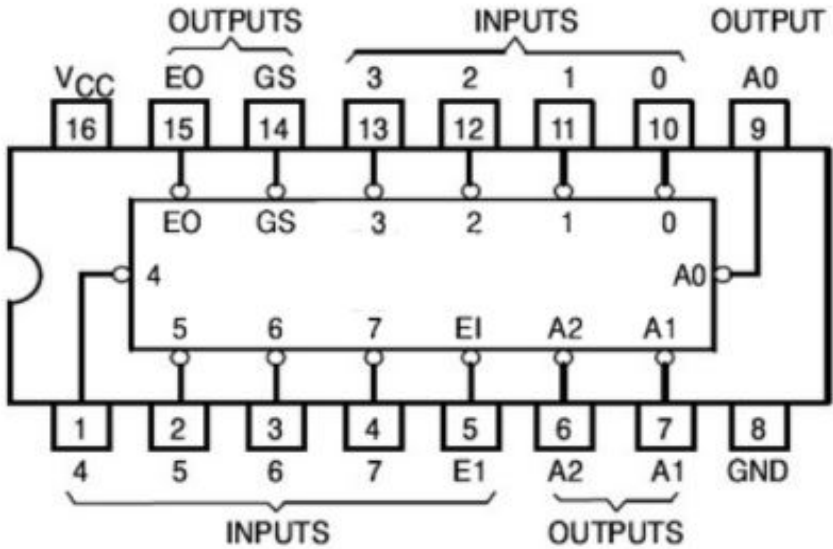 OUTPUTS INPUTS OUTPUT
VCC EO GS 3 2 1 0 A0
16 15 14 13 12 11 10 9
EO GS 3 2 1 0
4 A0
5 6 7 EI A2 A1
1 2 3 4 5 6 7 8
4 5 6 7 E1 A2 A1 GND
INPUTS OUTPUTS